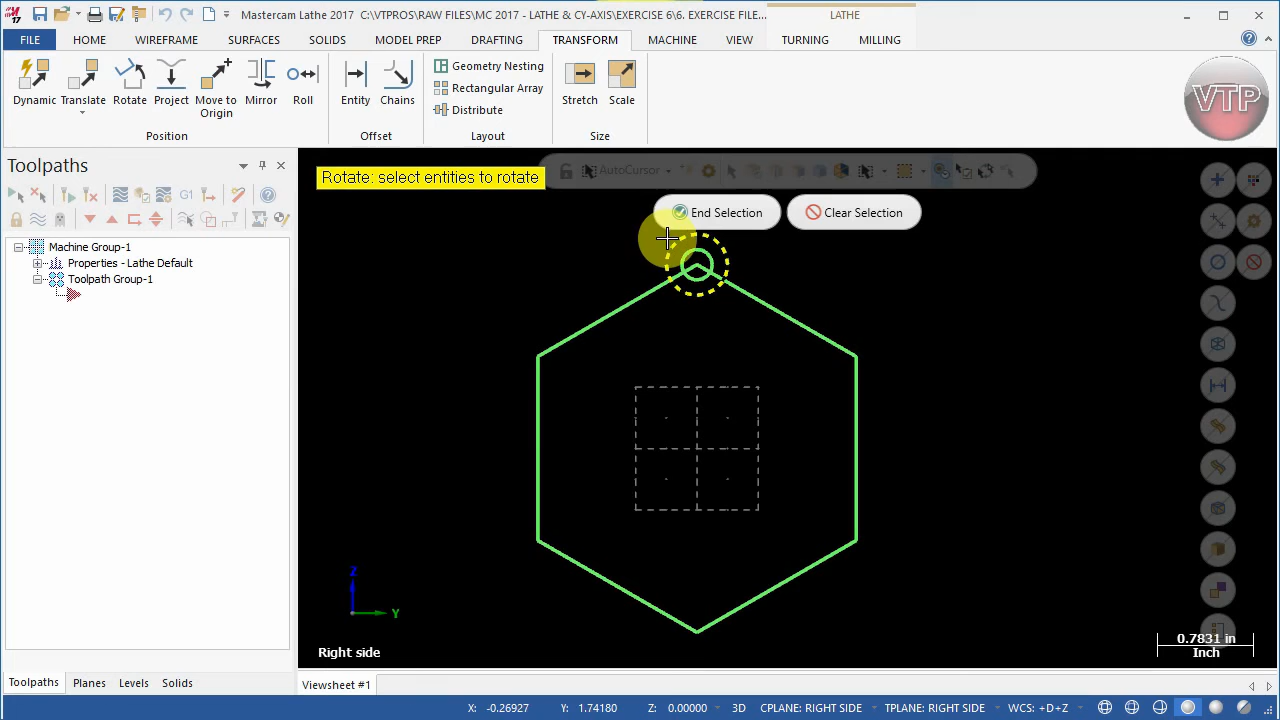 Mastercam Lathe 2017 C:\VTPROS\RAW FILES\MC 2017 - LATHE & CY-AXIS\EXERCISE 6\6. EXERCISE FILE... LATHE
FILE HOME WIREFRAME SURFACES SOLIDS MODEL PREP DRAFTING TRANSFORM MACHINE VIEW TURNING MILLING
Dynamic Translate Rotate Project Move to Origin Mirror Roll
Position
Entity Chains
Offset
Geometry Nesting
Rectangular Array
Distribute
Layout
Stretch Scale
Size
VTP
Toolpaths
G1
Machine Group-1
Properties - Lathe Default
Toolpath Group-1
Rotate: select entities to rotate
AutoCursor
End Selection Clear Selection
Z
Y
Right side
0.7831 in
Inch
Toolpaths Planes Levels Solids
Viewsheet #1
X: -0.26927 Y: 1.74180 Z: 0.00000 3D CPLANE: RIGHT SIDE TPLANE: RIGHT SIDE WCS: +D+Z